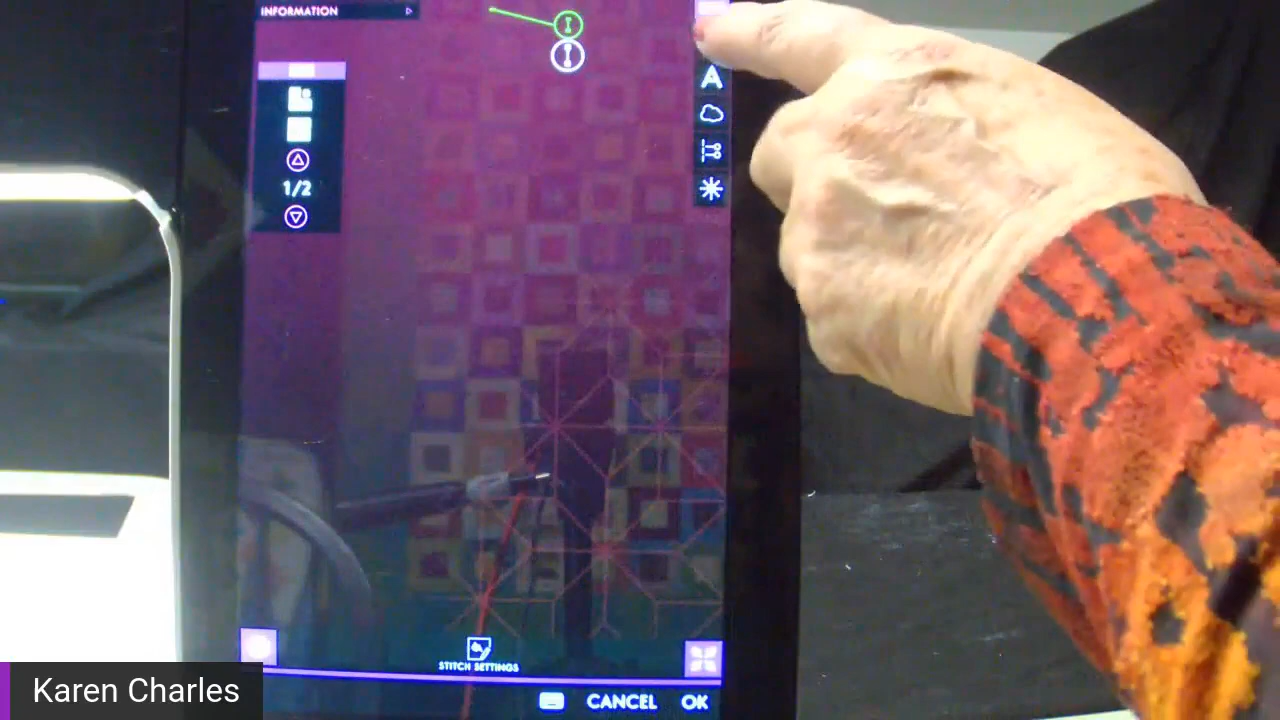 INFORMATION
A
1/2
STITCH SETTINGS
CANCEL OK
Karen Charles